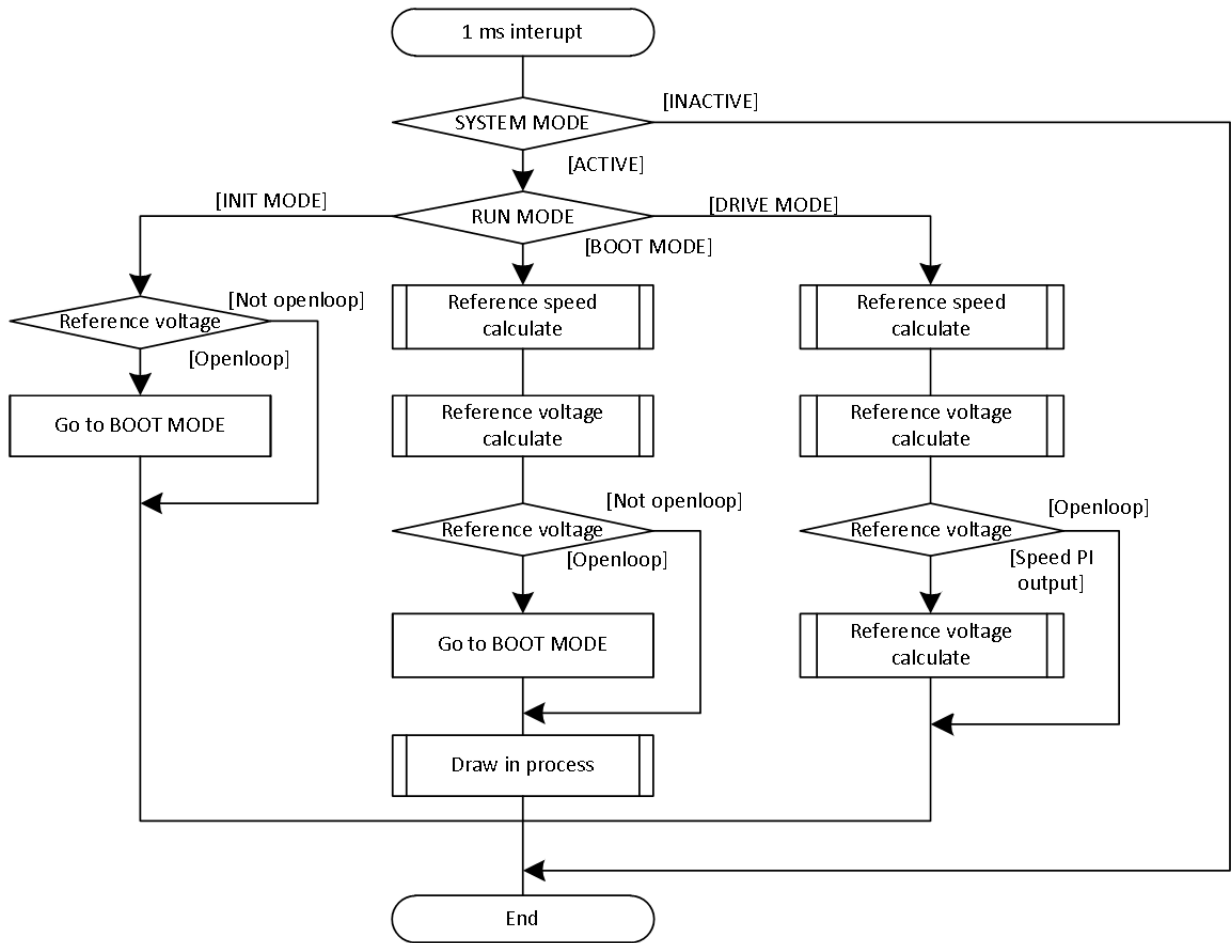 1 ms interupt
[INACTIVE]
SYSTEM MODE
[ACTIVE]
[INIT MODE]
RUN MODE
[DRIVE MODE]
[BOOT MODE]
Reference voltage
[Not openloop]
[Openloop]
Go to BOOT MODE
Reference speed
calculate
Reference voltage
calculate
[Not openloop]
Reference voltage
[Openloop]
Go to BOOT MODE
Draw in process
Reference speed
calculate
Reference voltage
calculate
[Openloop]
Reference voltage
[Speed PI
output]
Reference voltage
calculate
End